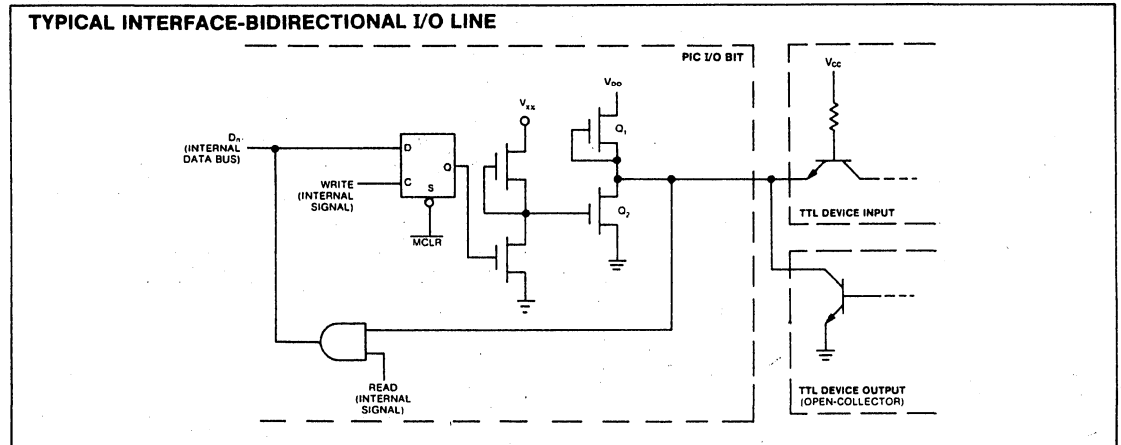 TYPICAL INTERFACE-BIDIRECTIONAL I/O LINE
PIC I/O BIT
VCC
VDD
VXX
Q1
Dn
(INTERNAL
DATA BUS)
D
Q
C
S
WRITE
(INTERNAL
SIGNAL)
MCLR
Q2
TTL DEVICE INPUT
READ
(INTERNAL
SIGNAL)
TTL DEVICE OUTPUT
(OPEN-COLLECTOR)